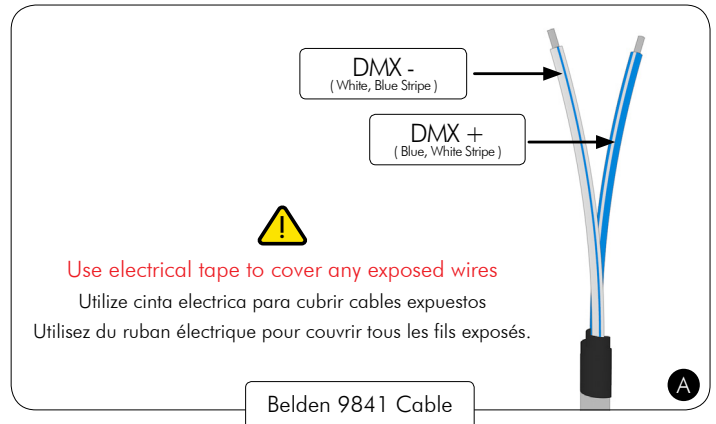 DMX -
( White, Blue Stripe )
DMX +
( Blue, White Stripe )
!
Use electrical tape to cover any exposed wires
Utilize cinta electrica para cubrir cables expuestos
Utilisez du ruban électrique pour couvrir tous les fils exposés.
Belden 9841 Cable
A